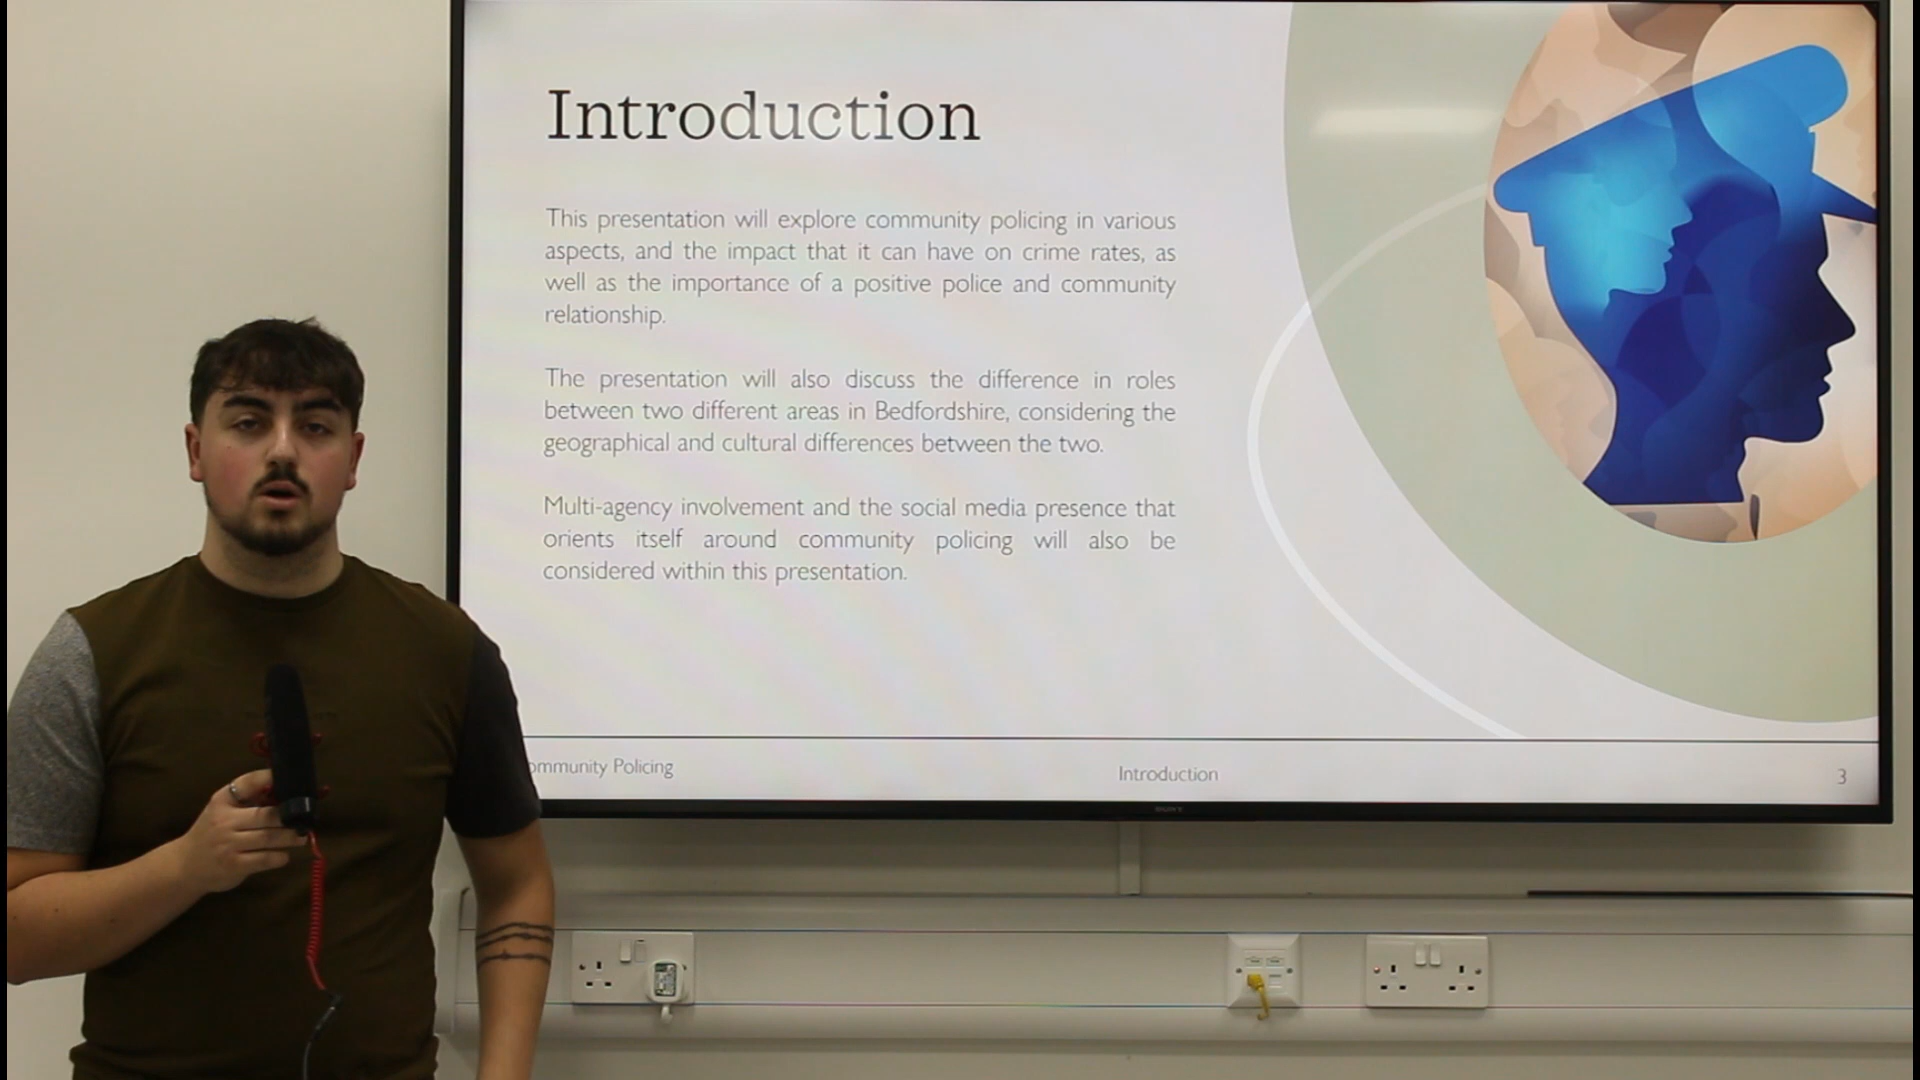 Introduction
This presentation will explore community policing in various
aspects, and the impact that it can have on crime rates, as
well as the importance of a positive police and community
relationship.
The presentation will also discuss the difference in roles
between two different areas in Bedfordshire, considering the
geographical and cultural differences between the two.
Multi-agency involvement and the social media presence that
orients itself around community policing will also be
considered within this presentation.
ommunity Policing
Introduction
3
SONY